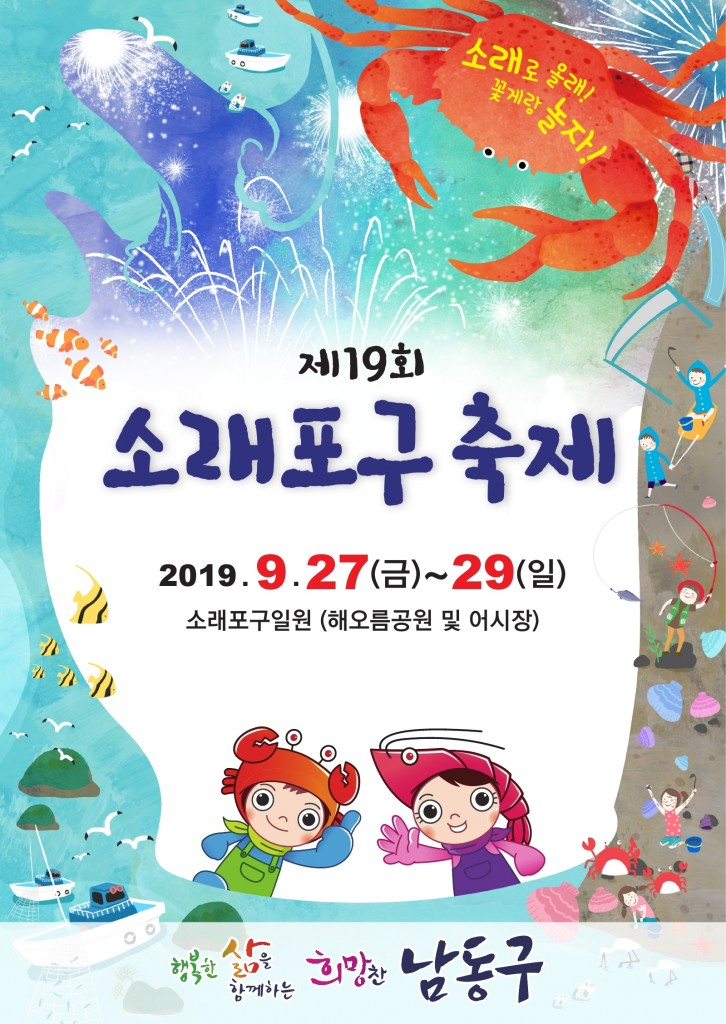 소래로 올래!
꽃게랑 놀자!
제19회
소래포구 축제
2019. 9. 27(금)~29(일)
소래포구일원 (해오름공원 및 어시장)
행복한 삶을 함께하는 희망찬 남동구